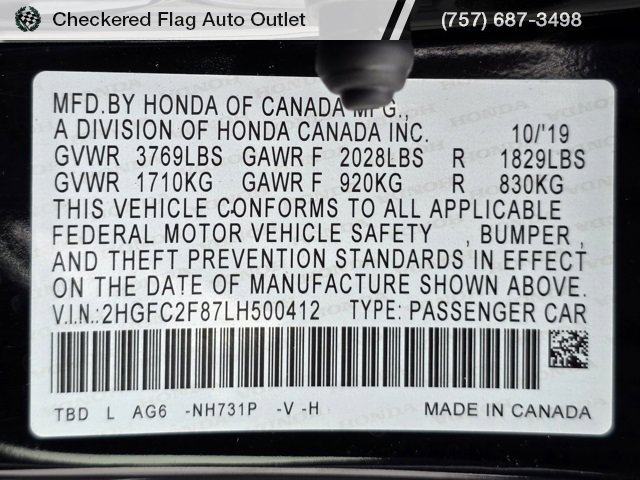 Checkered Flag Auto Outlet (757) 687-3498
MFD.BY HONDA OF CANADA MFG.,
A DIVISION OF HONDA CANADA INC. 10/'19
GVWR 3769LBS GAWR F 2028LBS R 1829LBS
GVWR 1710KG GAWR F 920KG R 830KG
THIS VEHICLE CONFORMS TO ALL APPLICABLE
FEDERAL MOTOR VEHICLE SAFETY , BUMPER ,
AND THEFT PREVENTION STANDARDS IN EFFECT
ON THE DATE OF MANUFACTURE SHOWN ABOVE.
V.I.N.: 2HGFC2F87LH500412 TYPE: PASSENGER CAR
TBD L AG6 -NH731P -V -H MADE IN CANADA